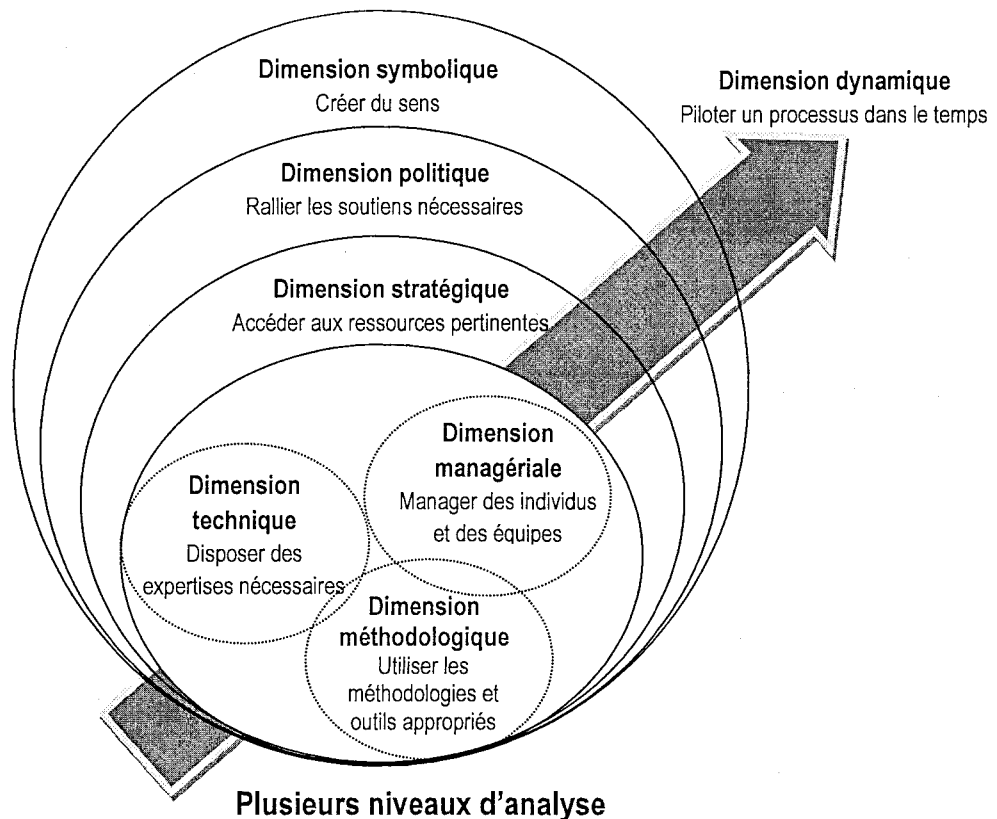 Dimension symbolique
Créer du sens
Dimension dynamique
Piloter un processus dans le temps
Dimension politique
Rallier les soutiens nécessaires
Dimension stratégique
Accéder aux ressources pertinentes
Dimension
managériale
Manager des individus
et des équipes
Dimension
technique
Disposer des
expertises nécessaires
Dimension
méthodologique
Utiliser les
méthodologies et
outils appropriés
Plusieurs niveaux d'analyse